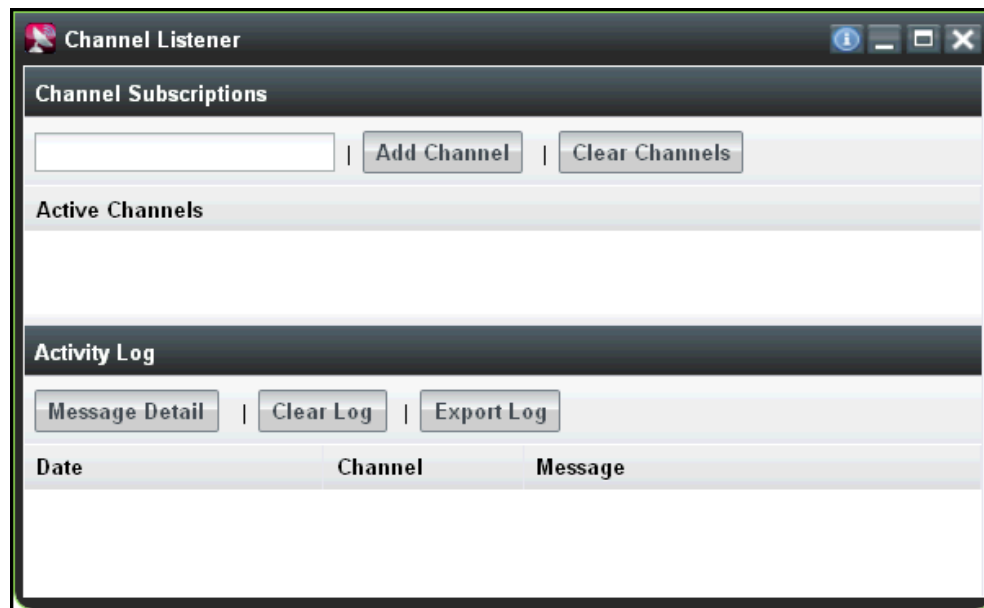 Channel Listener
Channel Subscriptions
| Add Channel | Clear Channels
Active Channels
Activity Log
Message Detail | Clear Log | Export Log
Date Channel Message